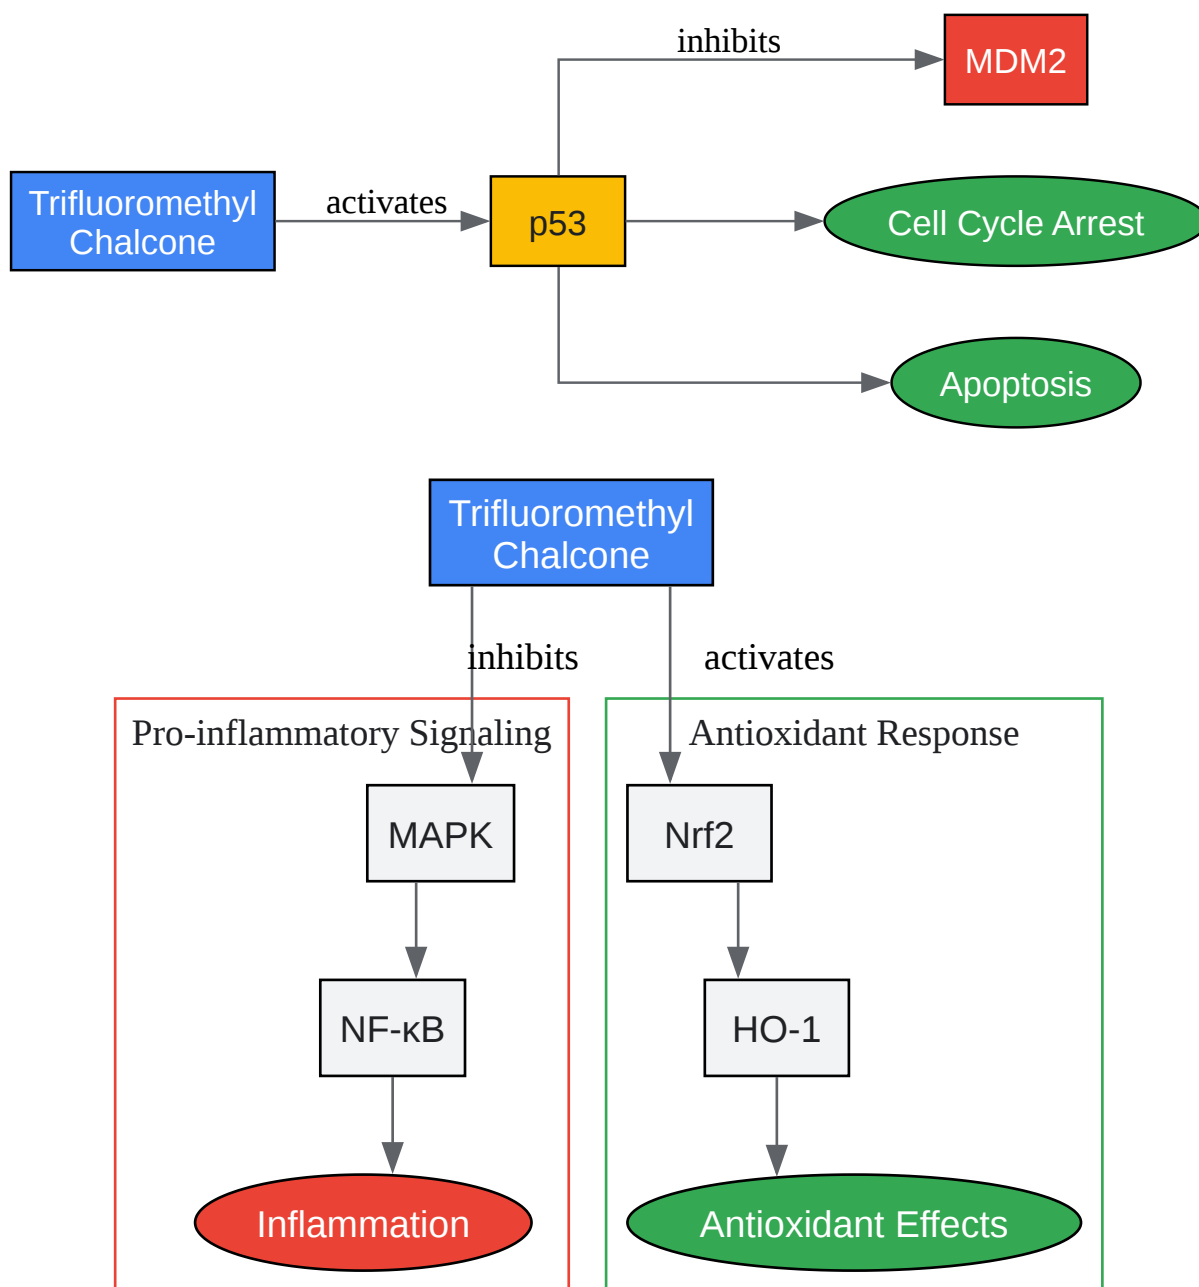 inhibits
MDM2
Trifluoromethyl
Chalcone
activates
p53
Cell Cycle Arrest
Apoptosis
Trifluoromethyl
Chalcone
inhibits
activates
Pro-inflammatory Signaling
Antioxidant Response
MAPK
Nrf2
NF-κB
HO-1
Inflammation
Antioxidant Effects